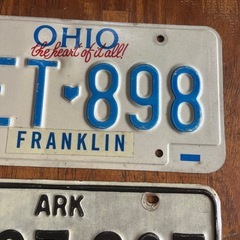 OHIO
the heart of it all!
ET 898
FRANKLIN
ARK